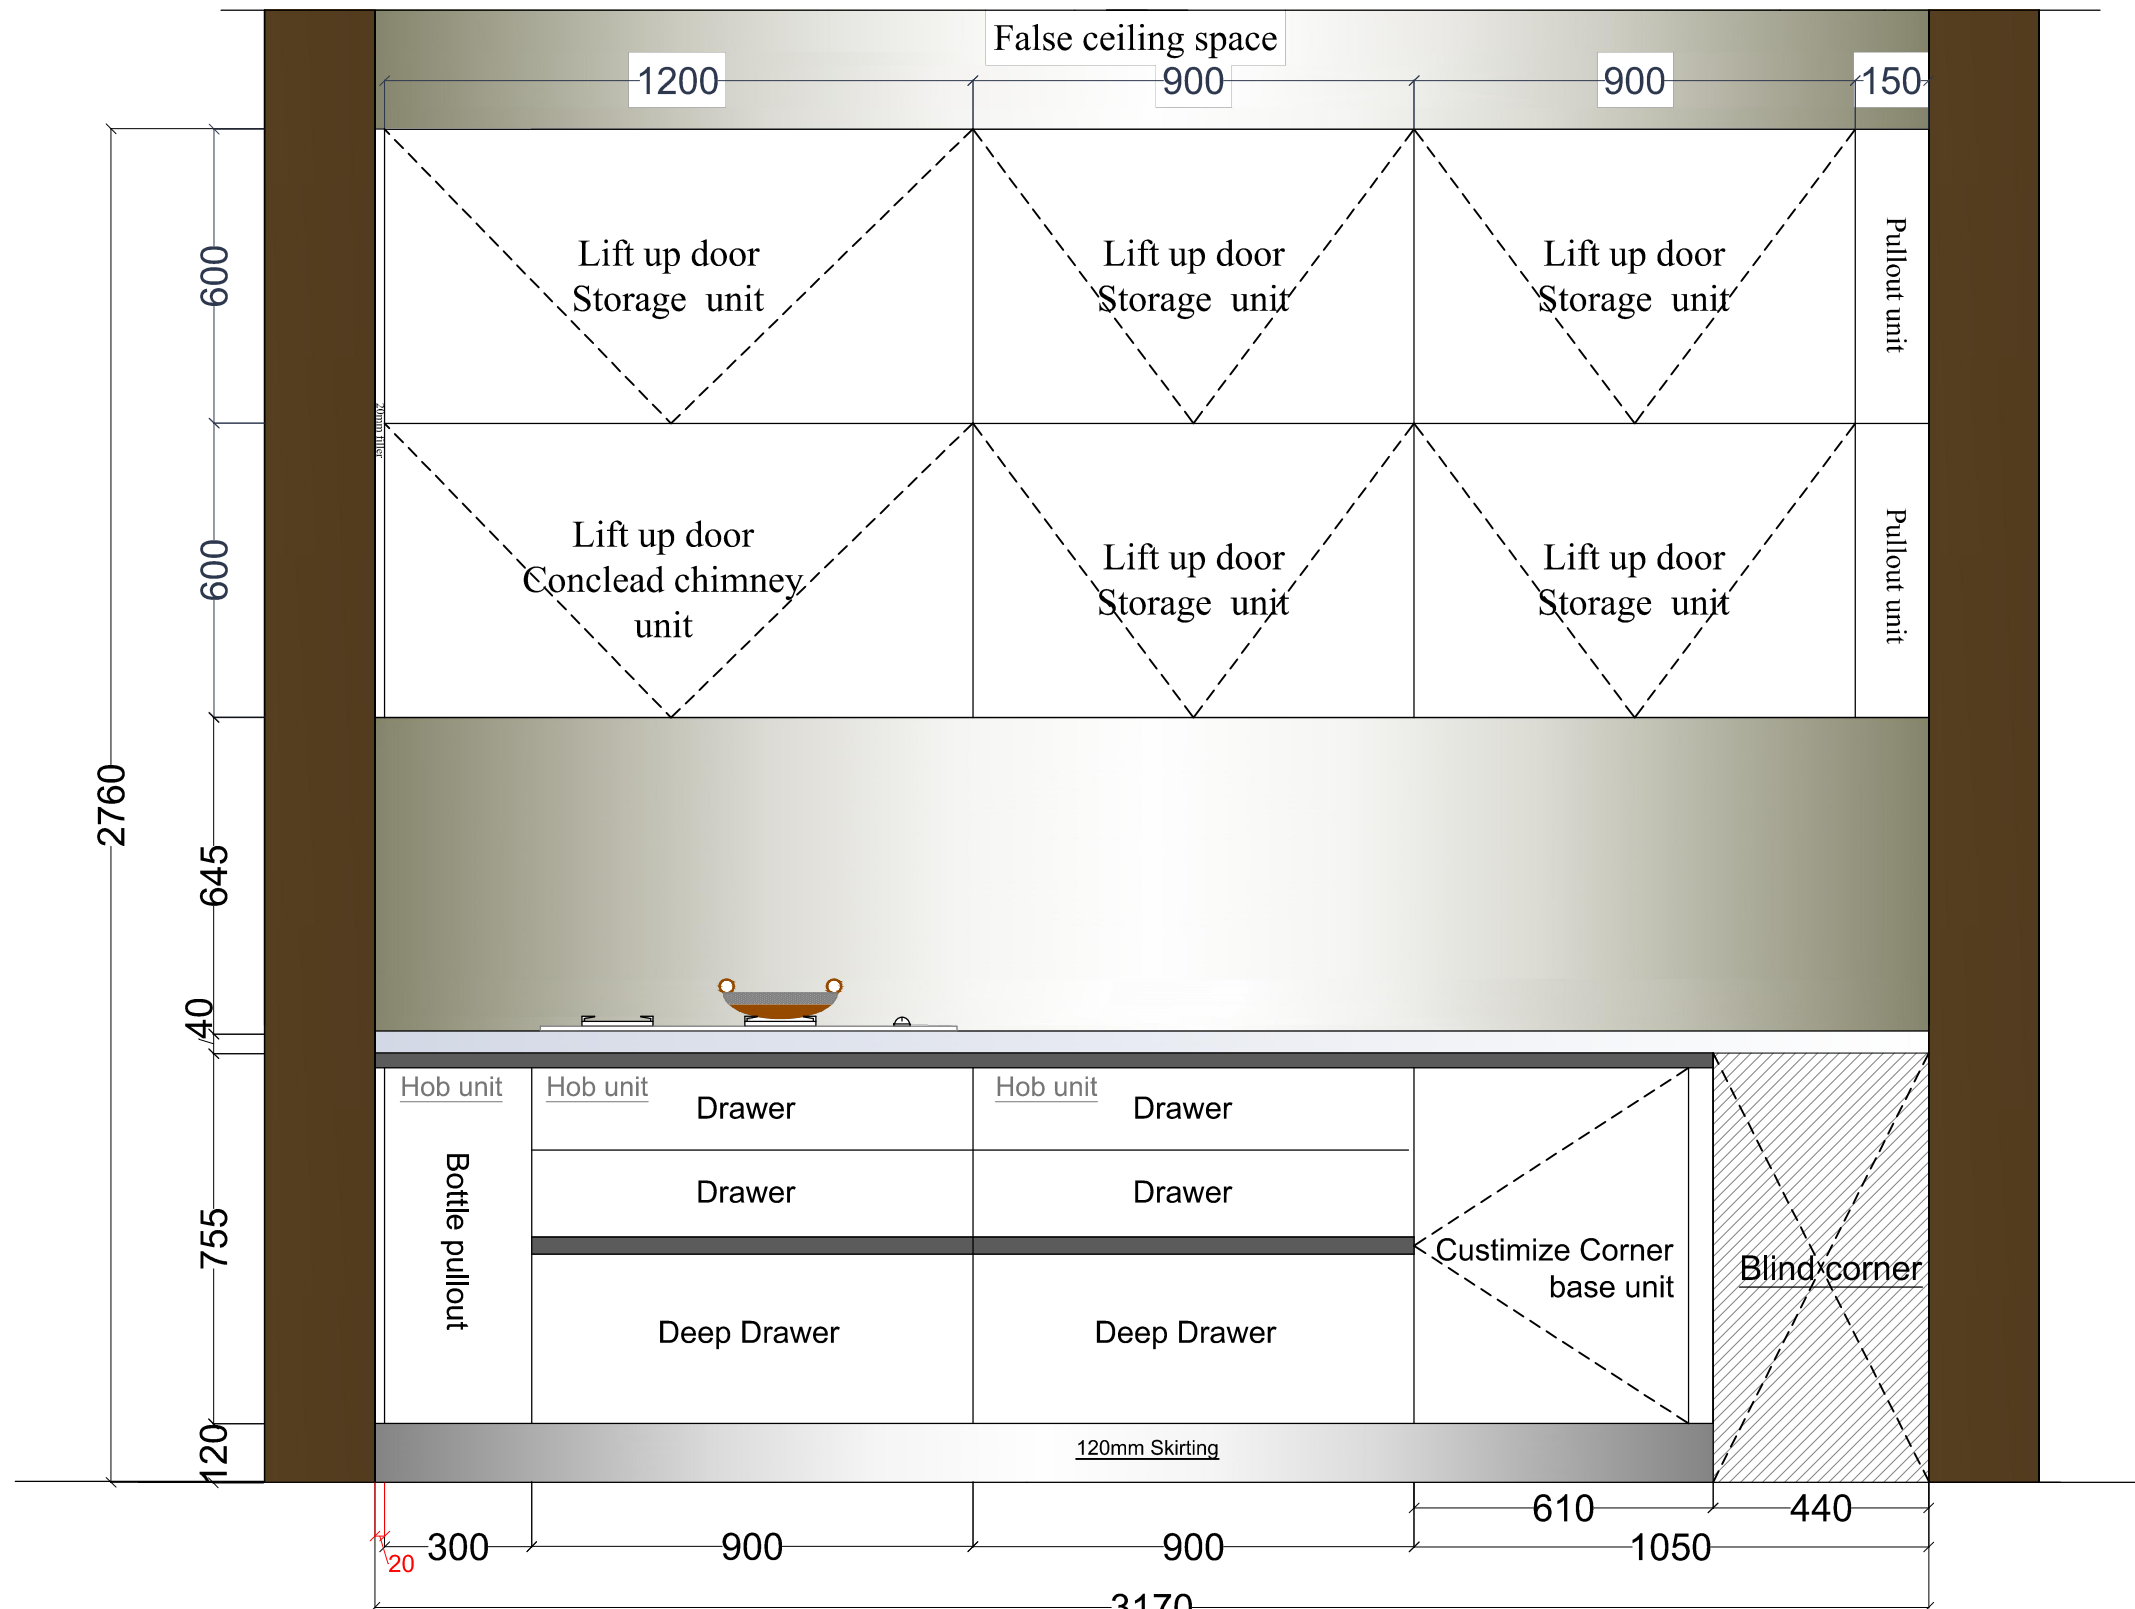 False ceiling space
1200
900
900
150
600
Lift up door
Storage  unit
Lift up door
Storage  unit
Lift up door
Storage  unit
Pullout unit
20mm filler
600
Lift up door
Conclead chimney
unit
Lift up door
Storage  unit
Lift up door
Storage  unit
Pullout unit
2760
645
40
Hob unit
Hob unit
Hob unit
Drawer
Drawer
755
Bottle pullout
Drawer
Drawer
Custimize Corner
base unit
Blind corner
Deep Drawer
Deep Drawer
120
120mm Skirting
610
440
20
300
900
900
1050
3170